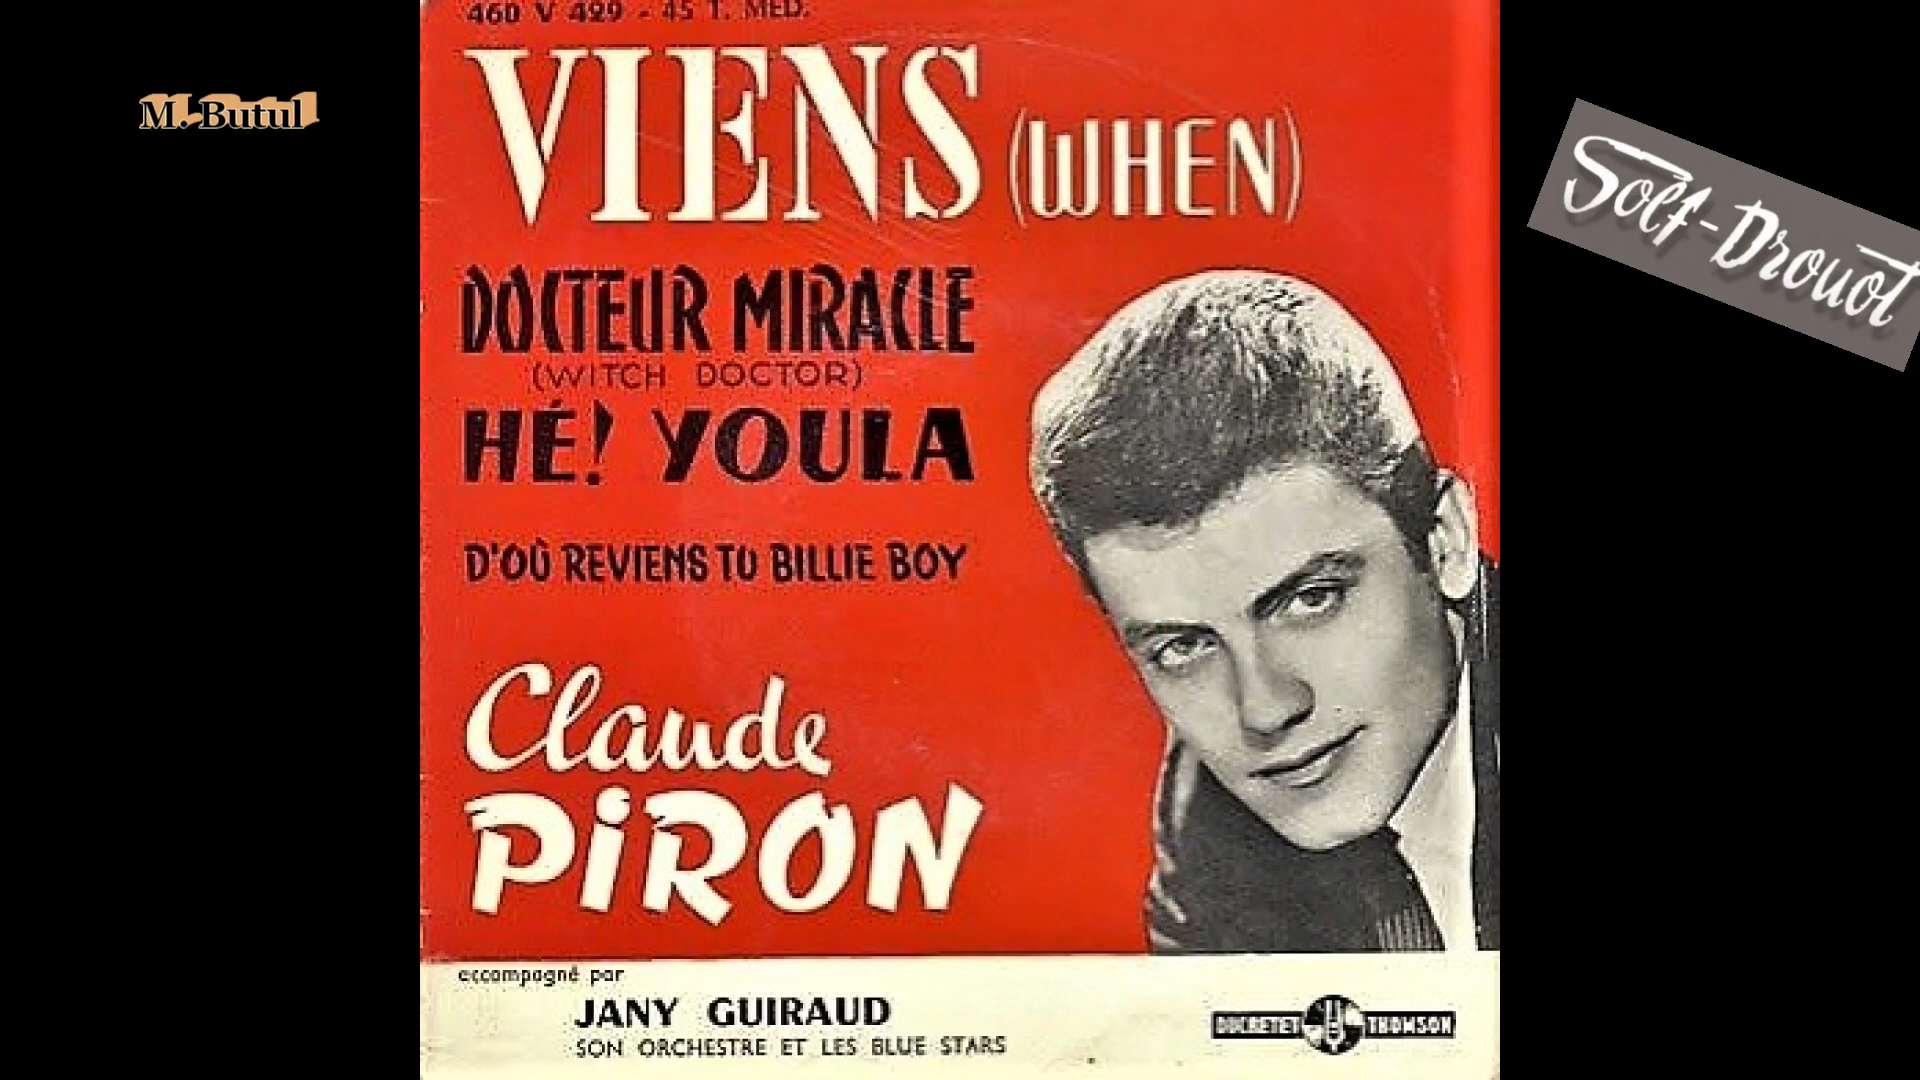 460 V 429 - 45 T. MED.
M. Butul
VIENS (WHEN)
Golf-Drouot
DOCTEUR MIRACLE
(WITCH DOCTOR)
HÉ! YOULA
D'OÙ REVIENS TU BILLIE BOY
Claude
PiRON
accompagné par
JANY GUIRAUD
SON ORCHESTRE ET LES BLUE STARS
DUCRETET THOMSON